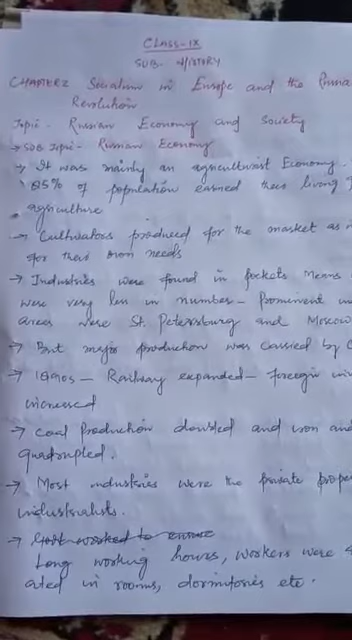 CLASS-IX
SUB- HISTORY
CHAPTER2 Socialism in Europe and the Russia
Revolution
Topic - Russian Economy and Society
→ SUB Topic - Russian Economy
→ It was mainly an agriculturist Economy.
85% of population earned their living
agriculture
→ Cultivators produced for the market as
for their own needs
→ Industries were found in pockets means
were very less in number - Prominent
areas were St. Petersburg and Moscow
→ But major production was carried by
→ 1890s - Railway expanded - foreign
increased
→ coal Production doubled and iron and
quadrupled.
→ Most industries were the private
industrialists.
→ Long working hours, workers were
ated in rooms, dormitories etc.